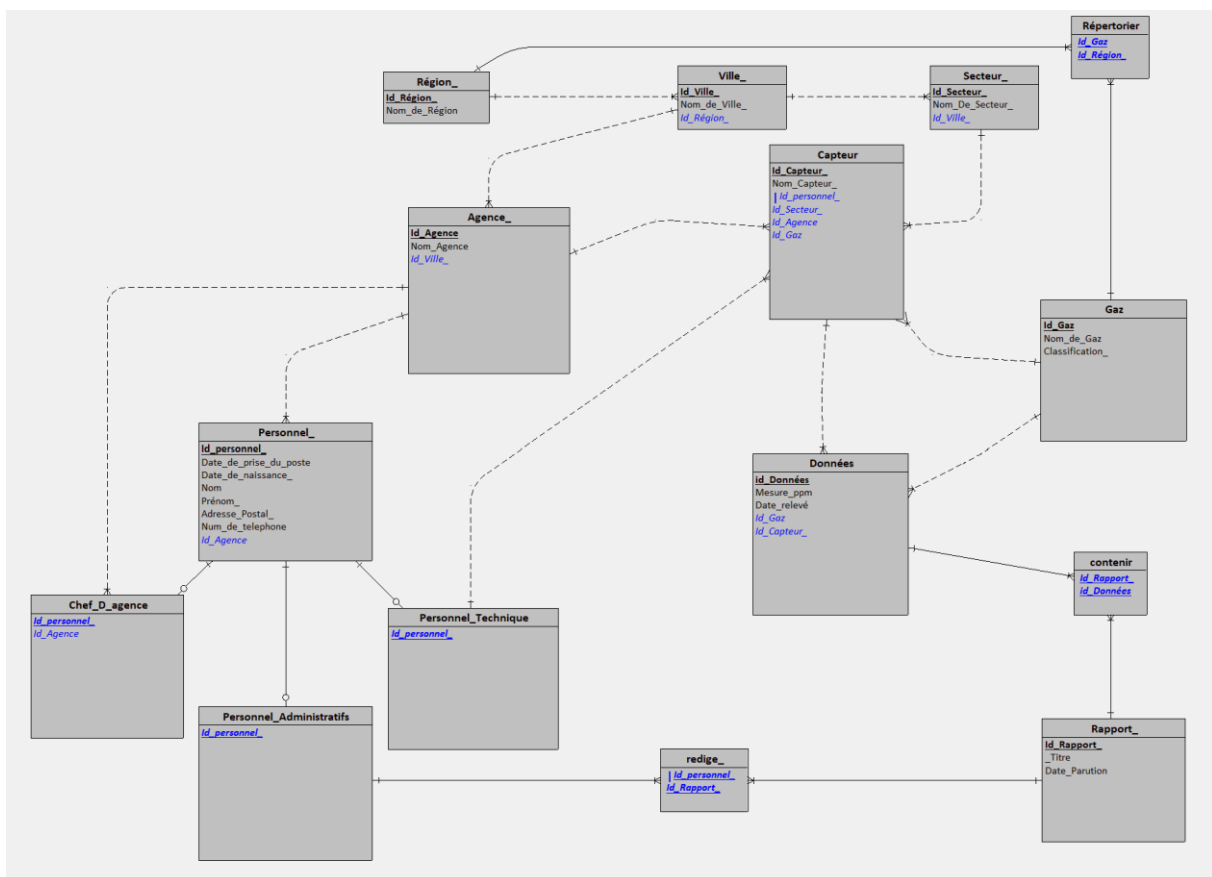 Répertorier
Id_Gaz
Id_Région_
Région_
Id_Région_
Nom_de_Région
Ville_
Id_Ville_
Nom_de_Ville_
Id_Région_
Secteur_
Id_Secteur_
Nom_De_Secteur_
Id_Ville_
Capteur
Id_Capteur_
Nom_Capteur_
Id_personnel_
Id_Secteur_
Id_Agence
Id_Gaz
Agence_
Id_Agence
Nom_Agence
Id_Ville_
Gaz
Id_Gaz
Nom_de_Gaz
Classification_
Personnel_
Id_personnel_
Date_de_prise_du_poste
Date_de_naissance_
Nom
Prénom_
Adresse_Postal_
Num_de_telephone
Id_Agence
Données
id_Données
Mesure_ppm
Date_relevé
Id_Gaz
Id_Capteur_
contenir
Id_Rapport_
id_Données
Chef_D_agence
Id_personnel_
Id_Agence
Personnel_Technique
Id_personnel_
Personnel_Administratifs
Id_personnel_
redige_
Id_personnel_
Id_Rapport_
Rapport_
Id_Rapport_
_Titre
Date_Parution